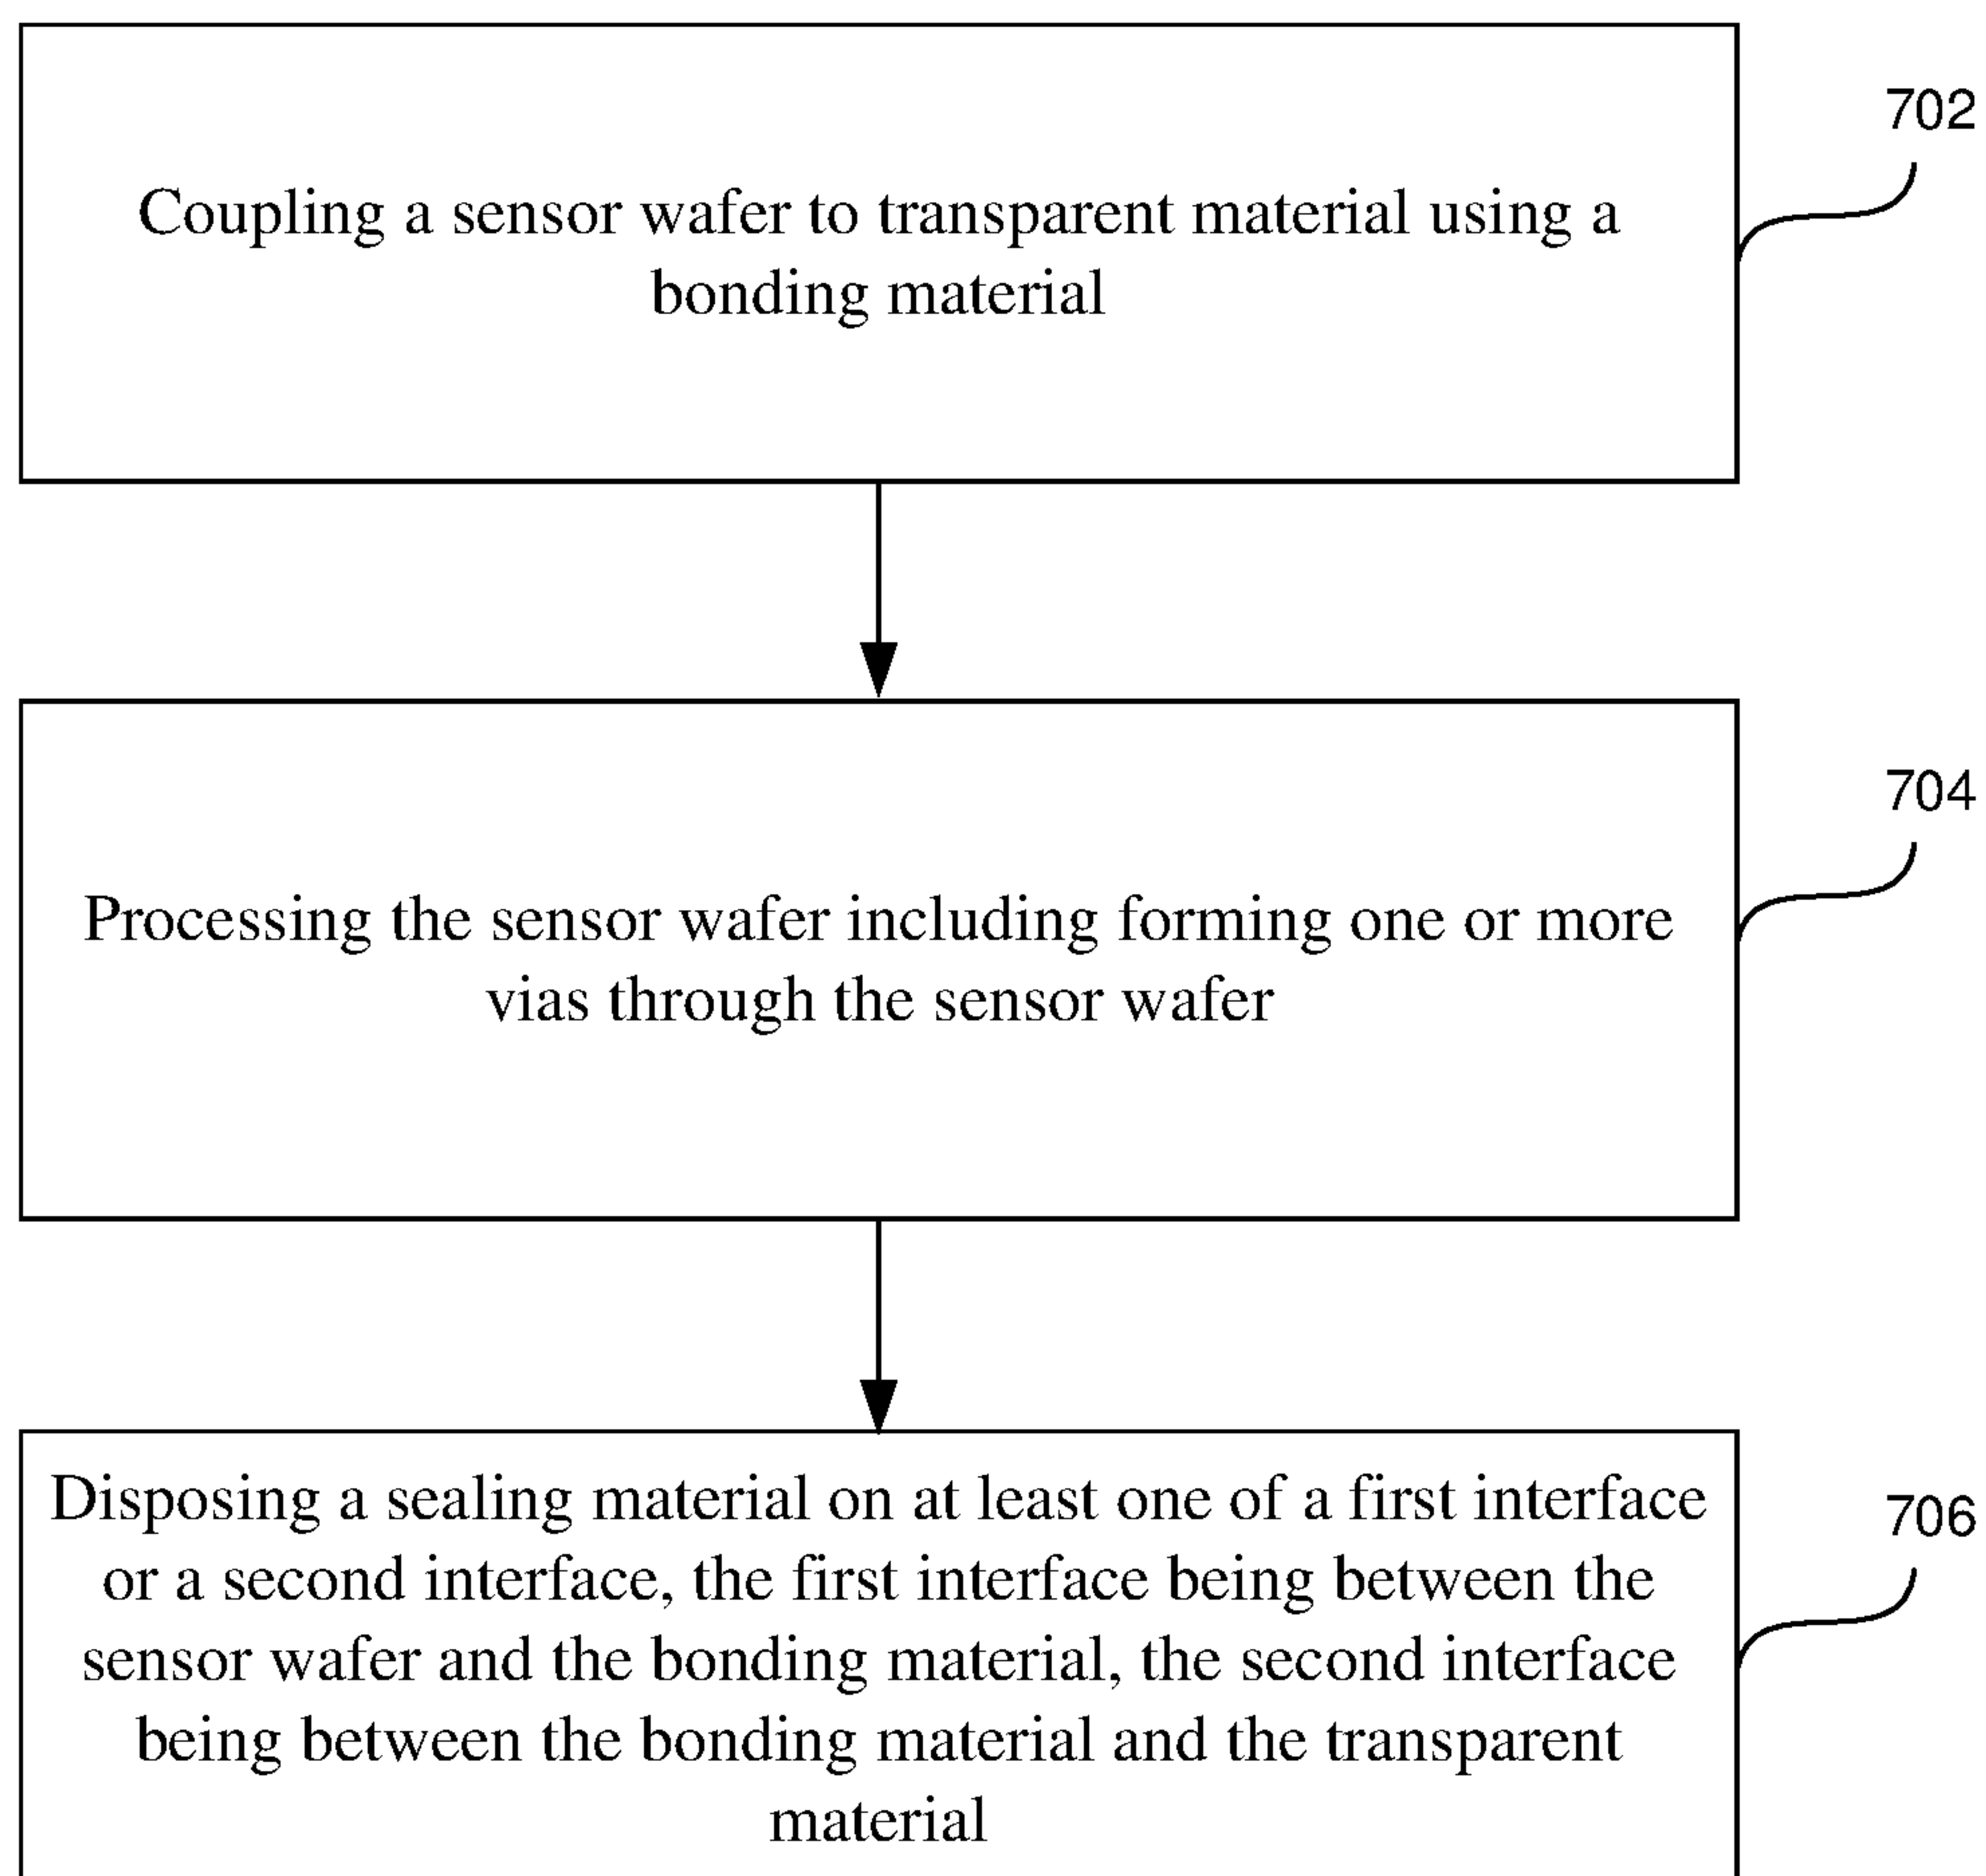 702
Coupling a sensor wafer to transparent material using a
bonding material
704
Processing the sensor wafer including forming one or more
vias through the sensor wafer
706
Disposing a sealing material on at least one of a first interface
or a second interface, the first interface being between the
sensor wafer and the bonding material, the second interface
being between the bonding material and the transparent
material